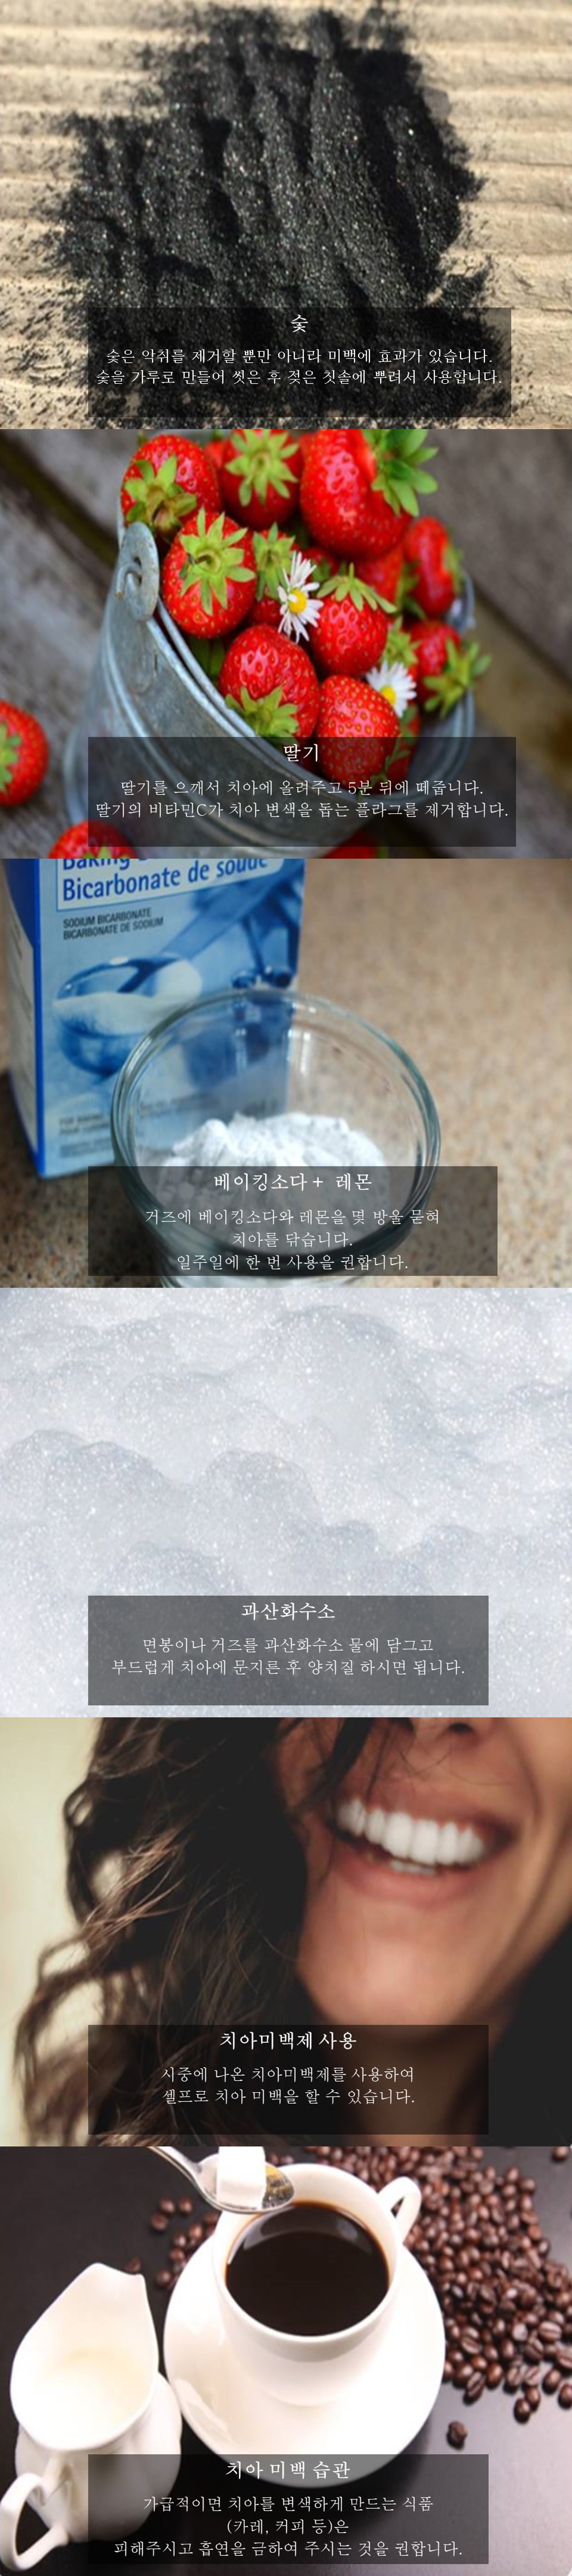 숯
숯은 악취를 제거할 뿐만 아니라 미백에 효과가 있습니다.
숯을 가루로 만들어 씻은 후 젖은 칫솔에 뿌려서 사용합니다.
딸기
딸기를 으깨서 치아에 올려주고 5분 뒤에 떼줍니다.
딸기의 비타민C가 치아 변색을 돕는 플라그를 제거합니다.
Bicarbonate de soude
SODIUM BICARBONATE
BICARBONATE DE SODIUM
베이킹소다 + 레몬
거즈에 베이킹소다와 레몬을 몇 방울 묻혀
치아를 닦습니다.
일주일에 한 번 사용을 권합니다.
과산화수소
면봉이나 거즈를 과산화수소 물에 담그고
부드럽게 치아에 문지른 후 양치질 하시면 됩니다.
치아미백제 사용
시중에 나온 치아미백제를 사용하여
셀프로 치아 미백을 할 수 있습니다.
치아 미백 습관
가급적이면 치아를 변색하게 만드는 식품
(카레, 커피 등)은
피해주시고 흡연을 금하여 주시는 것을 권합니다.